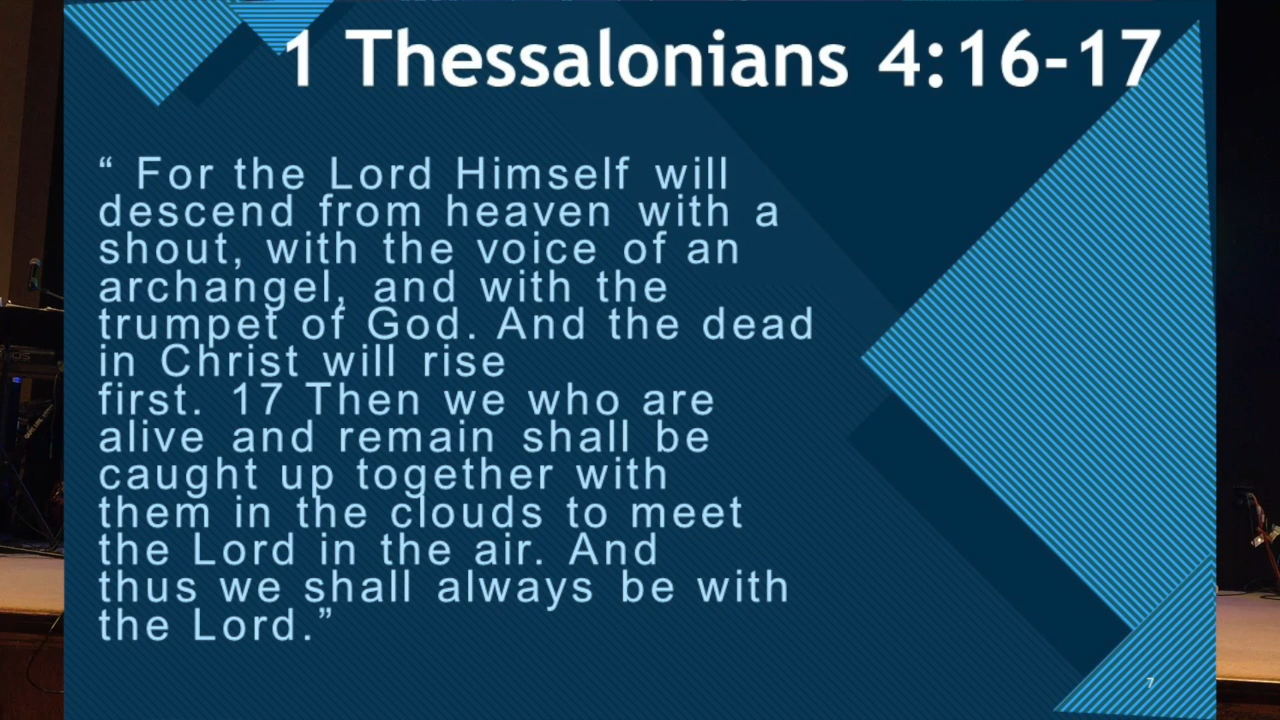 1 Thessalonians 4:16-17
“ For the Lord Himself will
descend from heaven with a
shout, with the voice of an
archangel, and with the
trumpet of God. And the dead
in Christ will rise
first. 17 Then we who are
alive and remain shall be
caught up together with
them in the clouds to meet
the Lord in the air. And
thus we shall always be with
the Lord.”
7